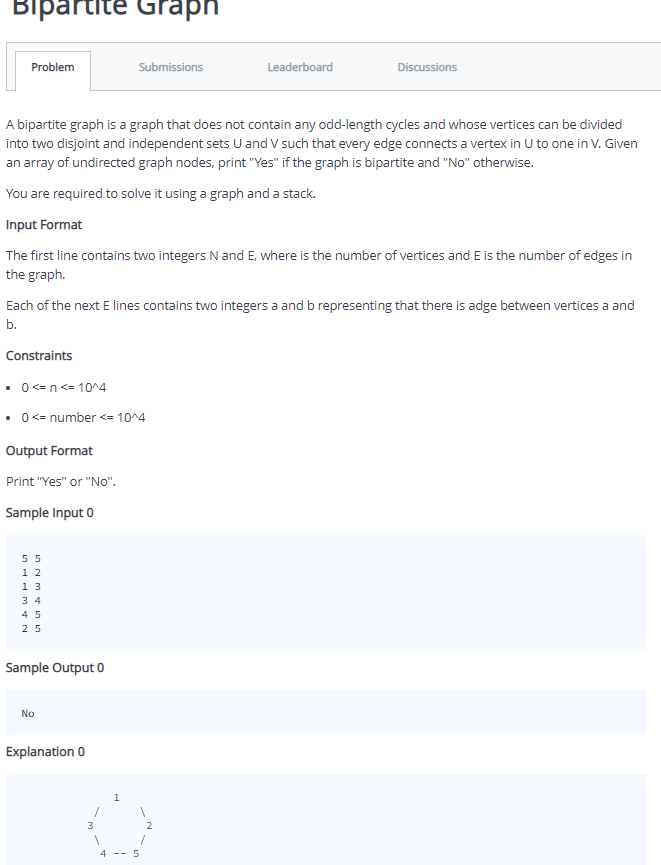 Bipartite Graph
Problem Submissions Leaderboard Discussions
A bipartite graph is a graph that does not contain any odd-length cycles and whose vertices can be divided
into two disjoint and independent sets U and V such that every edge connects a vertex in U to one in V. Given
an array of undirected graph nodes, print "Yes" if the graph is bipartite and "No" otherwise.
You are required to solve it using a graph and a stack.
Input Format
The first line contains two integers N and E, where is the number of vertices and E is the number of edges in
the graph.
Each of the next E lines contains two integers a and b representing that there is adge between vertices a and
b.
Constraints
• 0 <= n <= 10^4
• 0 <= number <= 10^4
Output Format
Print "Yes" or "No".
Sample Input 0
5 5
1 2
1 3
3 4
4 5
2 5
Sample Output 0
No
Explanation 0
1
/ \
3 2
\ /
4 -- 5